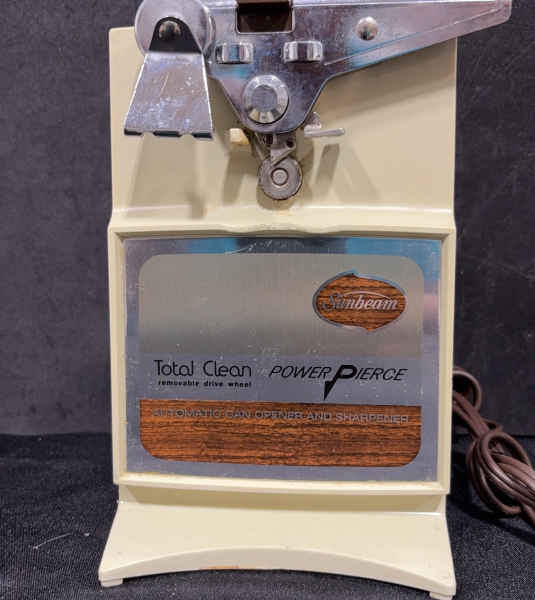 Sunbeam
Total Clean
removable drive wheel
POWER PIERCE
AUTOMATIC CAN OPENER AND SHARPENER